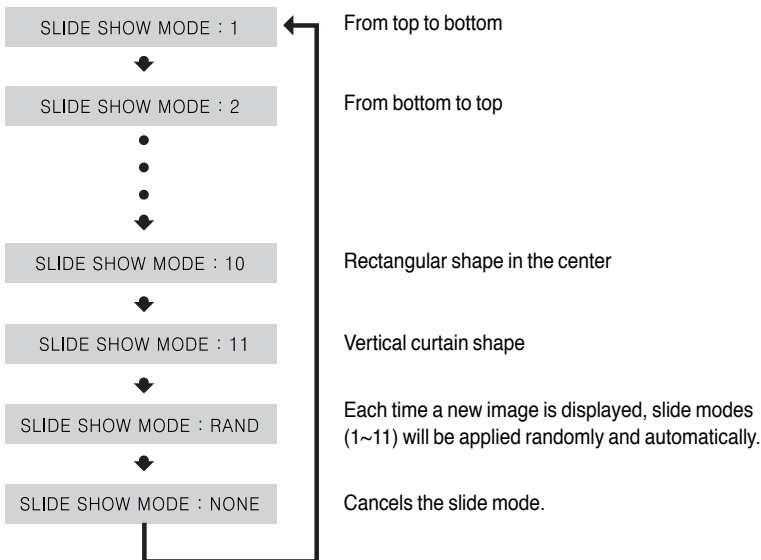 SLIDE SHOW MODE : 1
From top to bottom
SLIDE SHOW MODE : 2
From bottom to top
SLIDE SHOW MODE : 10
Rectangular shape in the center
SLIDE SHOW MODE : 11
Vertical curtain shape
SLIDE SHOW MODE : RAND
Each time a new image is displayed, slide modes
(1~11) will be applied randomly and automatically.
SLIDE SHOW MODE : NONE
Cancels the slide mode.